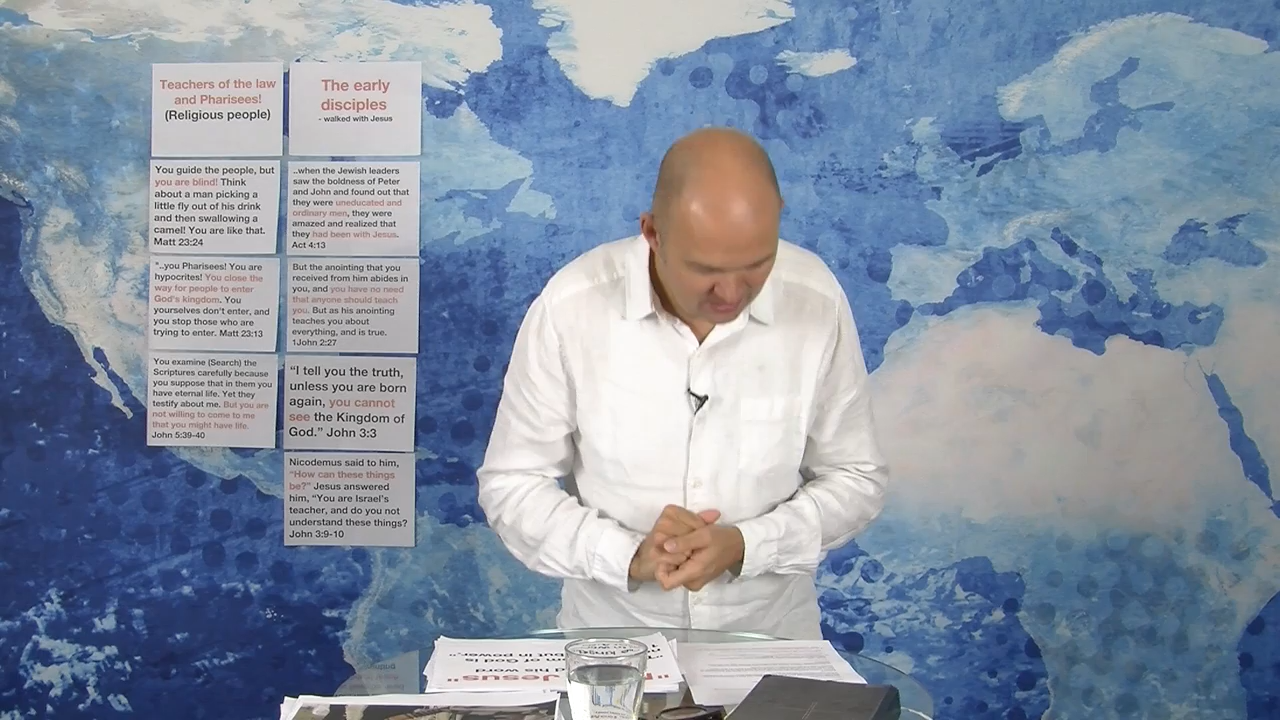 Teachers of the law
and Pharisees!
(Religious people)
You guide the people, but
you are blind! Think
about a man picking a
little fly out of his drink
and then swallowing a
camel! You are like that.
Matt 23:24
"..you Pharisees! You are
hypocrites! You close the
way for people to enter
God's kingdom. You
yourselves don't enter, and
you stop those who are
trying to enter. Matt 23:13
You examine (Search) the
Scriptures carefully because
you suppose that in them you
have eternal life. Yet they
testify about me. But you are
not willing to come to me
that you might have life.
John 5:39-40
The early
disciples
- walked with Jesus
..when the Jewish leaders
saw the boldness of Peter
and John and found out that
they were uneducated and
ordinary men, they were
amazed and realized that
they had been with Jesus.
Act 4:13
But the anointing that you
received from him abides in
you, and you have no need
that anyone should teach
you. But as his anointing
teaches you about
everything, and is true.
1John 2:27
“I tell you the truth,
unless you are born
again, you cannot
see the Kingdom of
God.” John 3:3
Nicodemus said to him,
“How can these things
be?” Jesus answered
him, “You are Israel's
teacher, and do you not
understand these things?
John 3:9-10
Jesus"
his word
of God is
but in power."